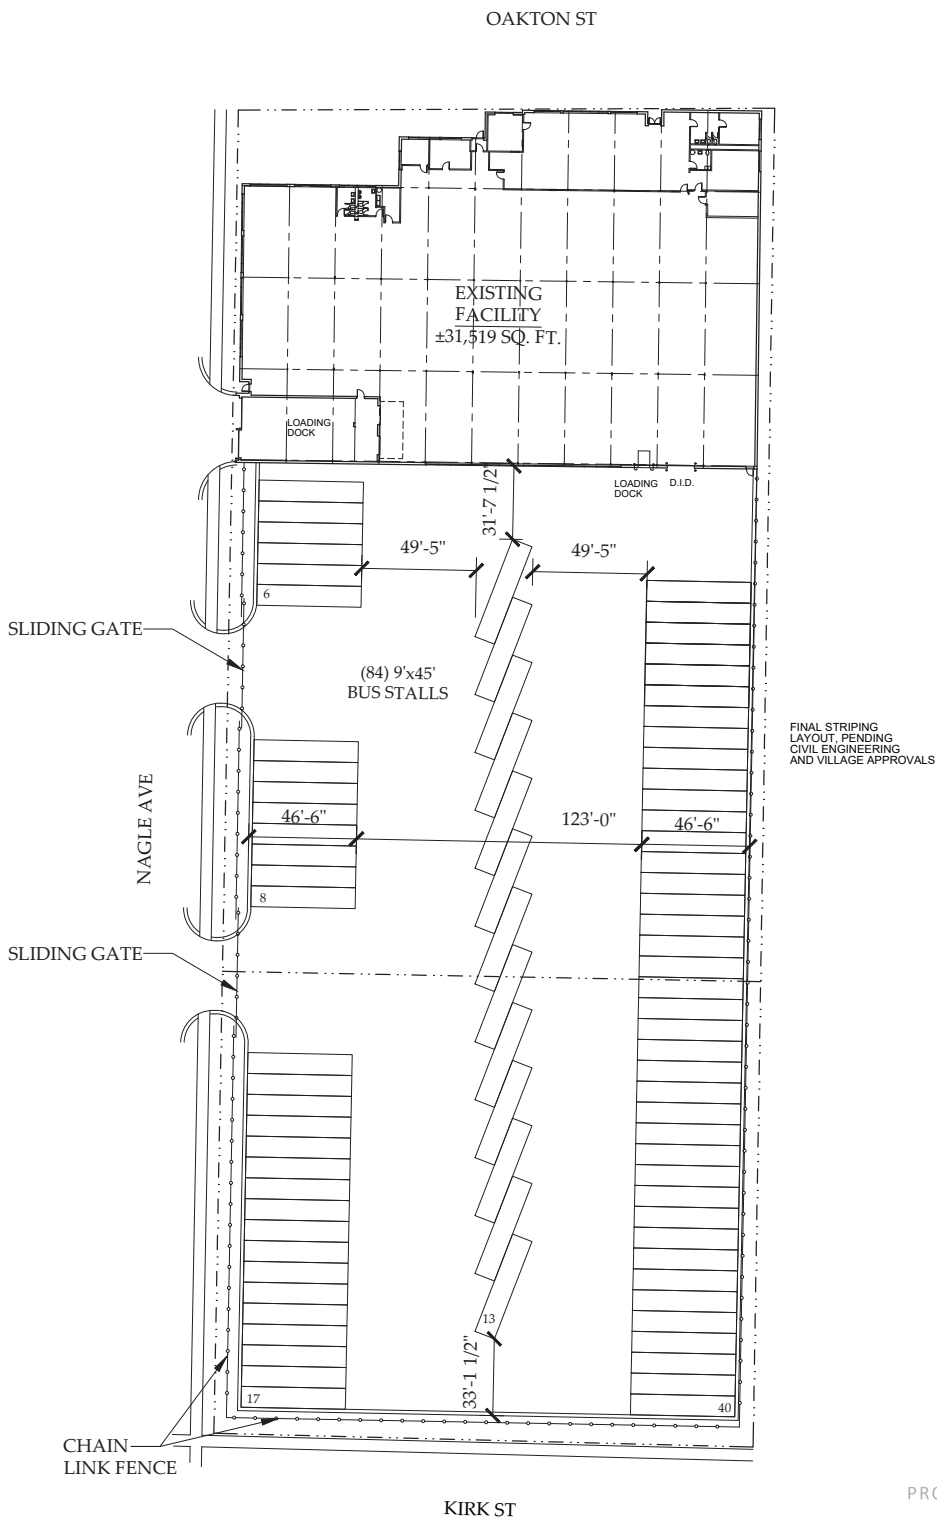 OAKTON ST
EXISTING
FACILITY
±31,519 SQ. FT.
LOADING
DOCK
LOADING
DOCK
D.I.D.
31'-7 1/2"
49'-5"
49'-5"
6
SLIDING GATE
(84) 9'x45'
BUS STALLS
FINAL STRIPING
LAYOUT, PENDING
CIVIL ENGINEERING
AND VILLAGE APPROVALS
NAGLE AVE
46'-6"
123'-0"
46'-6"
8
SLIDING GATE
13
33'-1 1/2"
17
40
CHAIN
LINK FENCE
PRO
KIRK ST